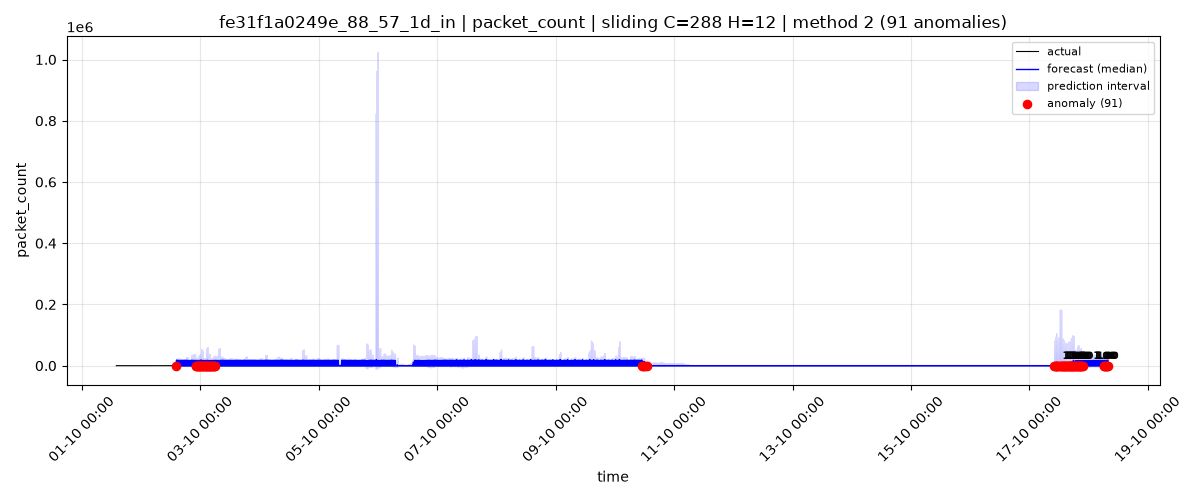 fe31f1a0249e_88_57_1d_in | packet_count | sliding C=288 H=12 | method 2 (91 anomalies)
1e6
actual
forecast (median)
prediction interval
anomaly (91)
packet_count
1.0
0.8
0.6
0.4
0.2
0.0
01-10 00:00
03-10 00:00
05-10 00:00
07-10 00:00
09-10 00:00
11-10 00:00
13-10 00:00
15-10 00:00
17-10 00:00
19-10 00:00
time